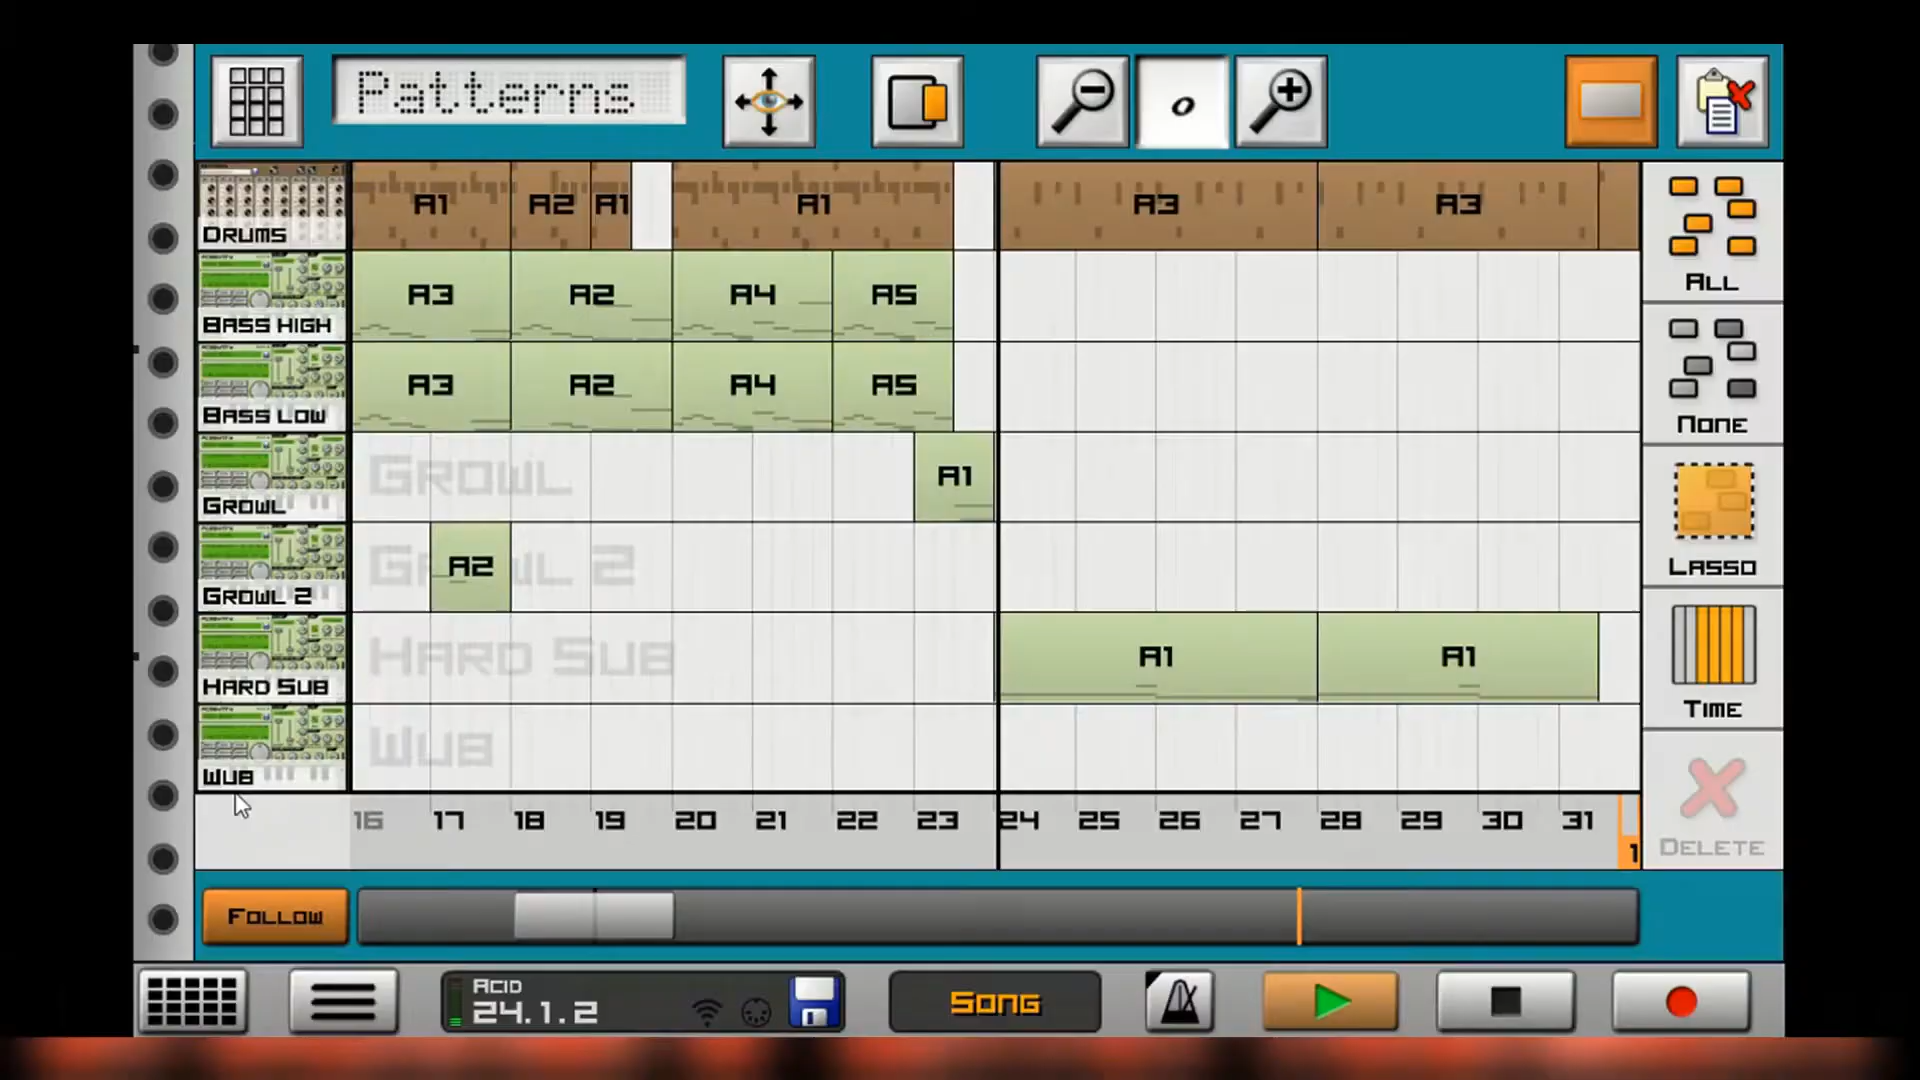 Patterns
o
DRUMS A1 A2 A1 A1 A3 A3
ALL
BASS HIGH A3 A2 A4 A5
BASS LOW A3 A2 A4 A5
NONE
GROWL GROWL A1
GROWL 2 GROWL 2 A2
LASSO
HARD SUB HARD SUB A1 A1
TIME
WUB WUB
16 17 18 19 20 21 22 23 24 25 26 27 28 29 30 31
1
DELETE
FOLLOW
ACID
24.1.2
SONG